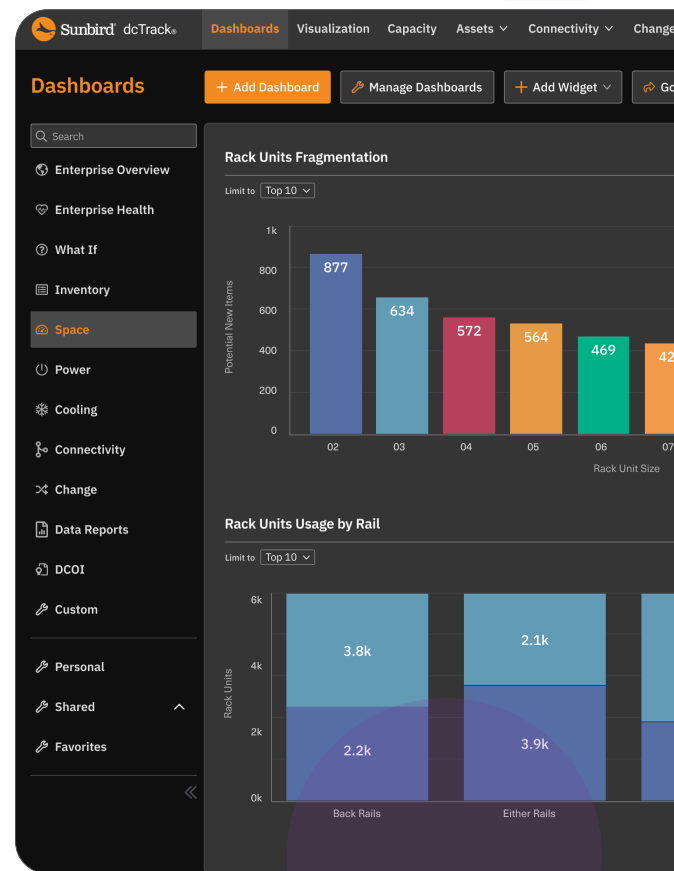 Sunbird® dcTrack®
Dashboards Visualization Capacity Assets Connectivity Change
Dashboards
+ Add Dashboard Manage Dashboards + Add Widget Go
Search
Enterprise Overview
Enterprise Health
What If
Inventory
Space
Power
Cooling
Connectivity
Change
Data Reports
DCOI
Custom
Personal
Shared
Favorites
Rack Units Fragmentation
Limit to Top 10
Potential New Items
1k
800
600
400
200
0
877
634
572
564
469
42
02 03 04 05 06 07
Rack Unit Size
Rack Units Usage by Rail
Limit to Top 10
Rack Units
6k
4k
2k
0k
3.8k
2.2k
2.1k
3.9k
Back Rails Either Rails